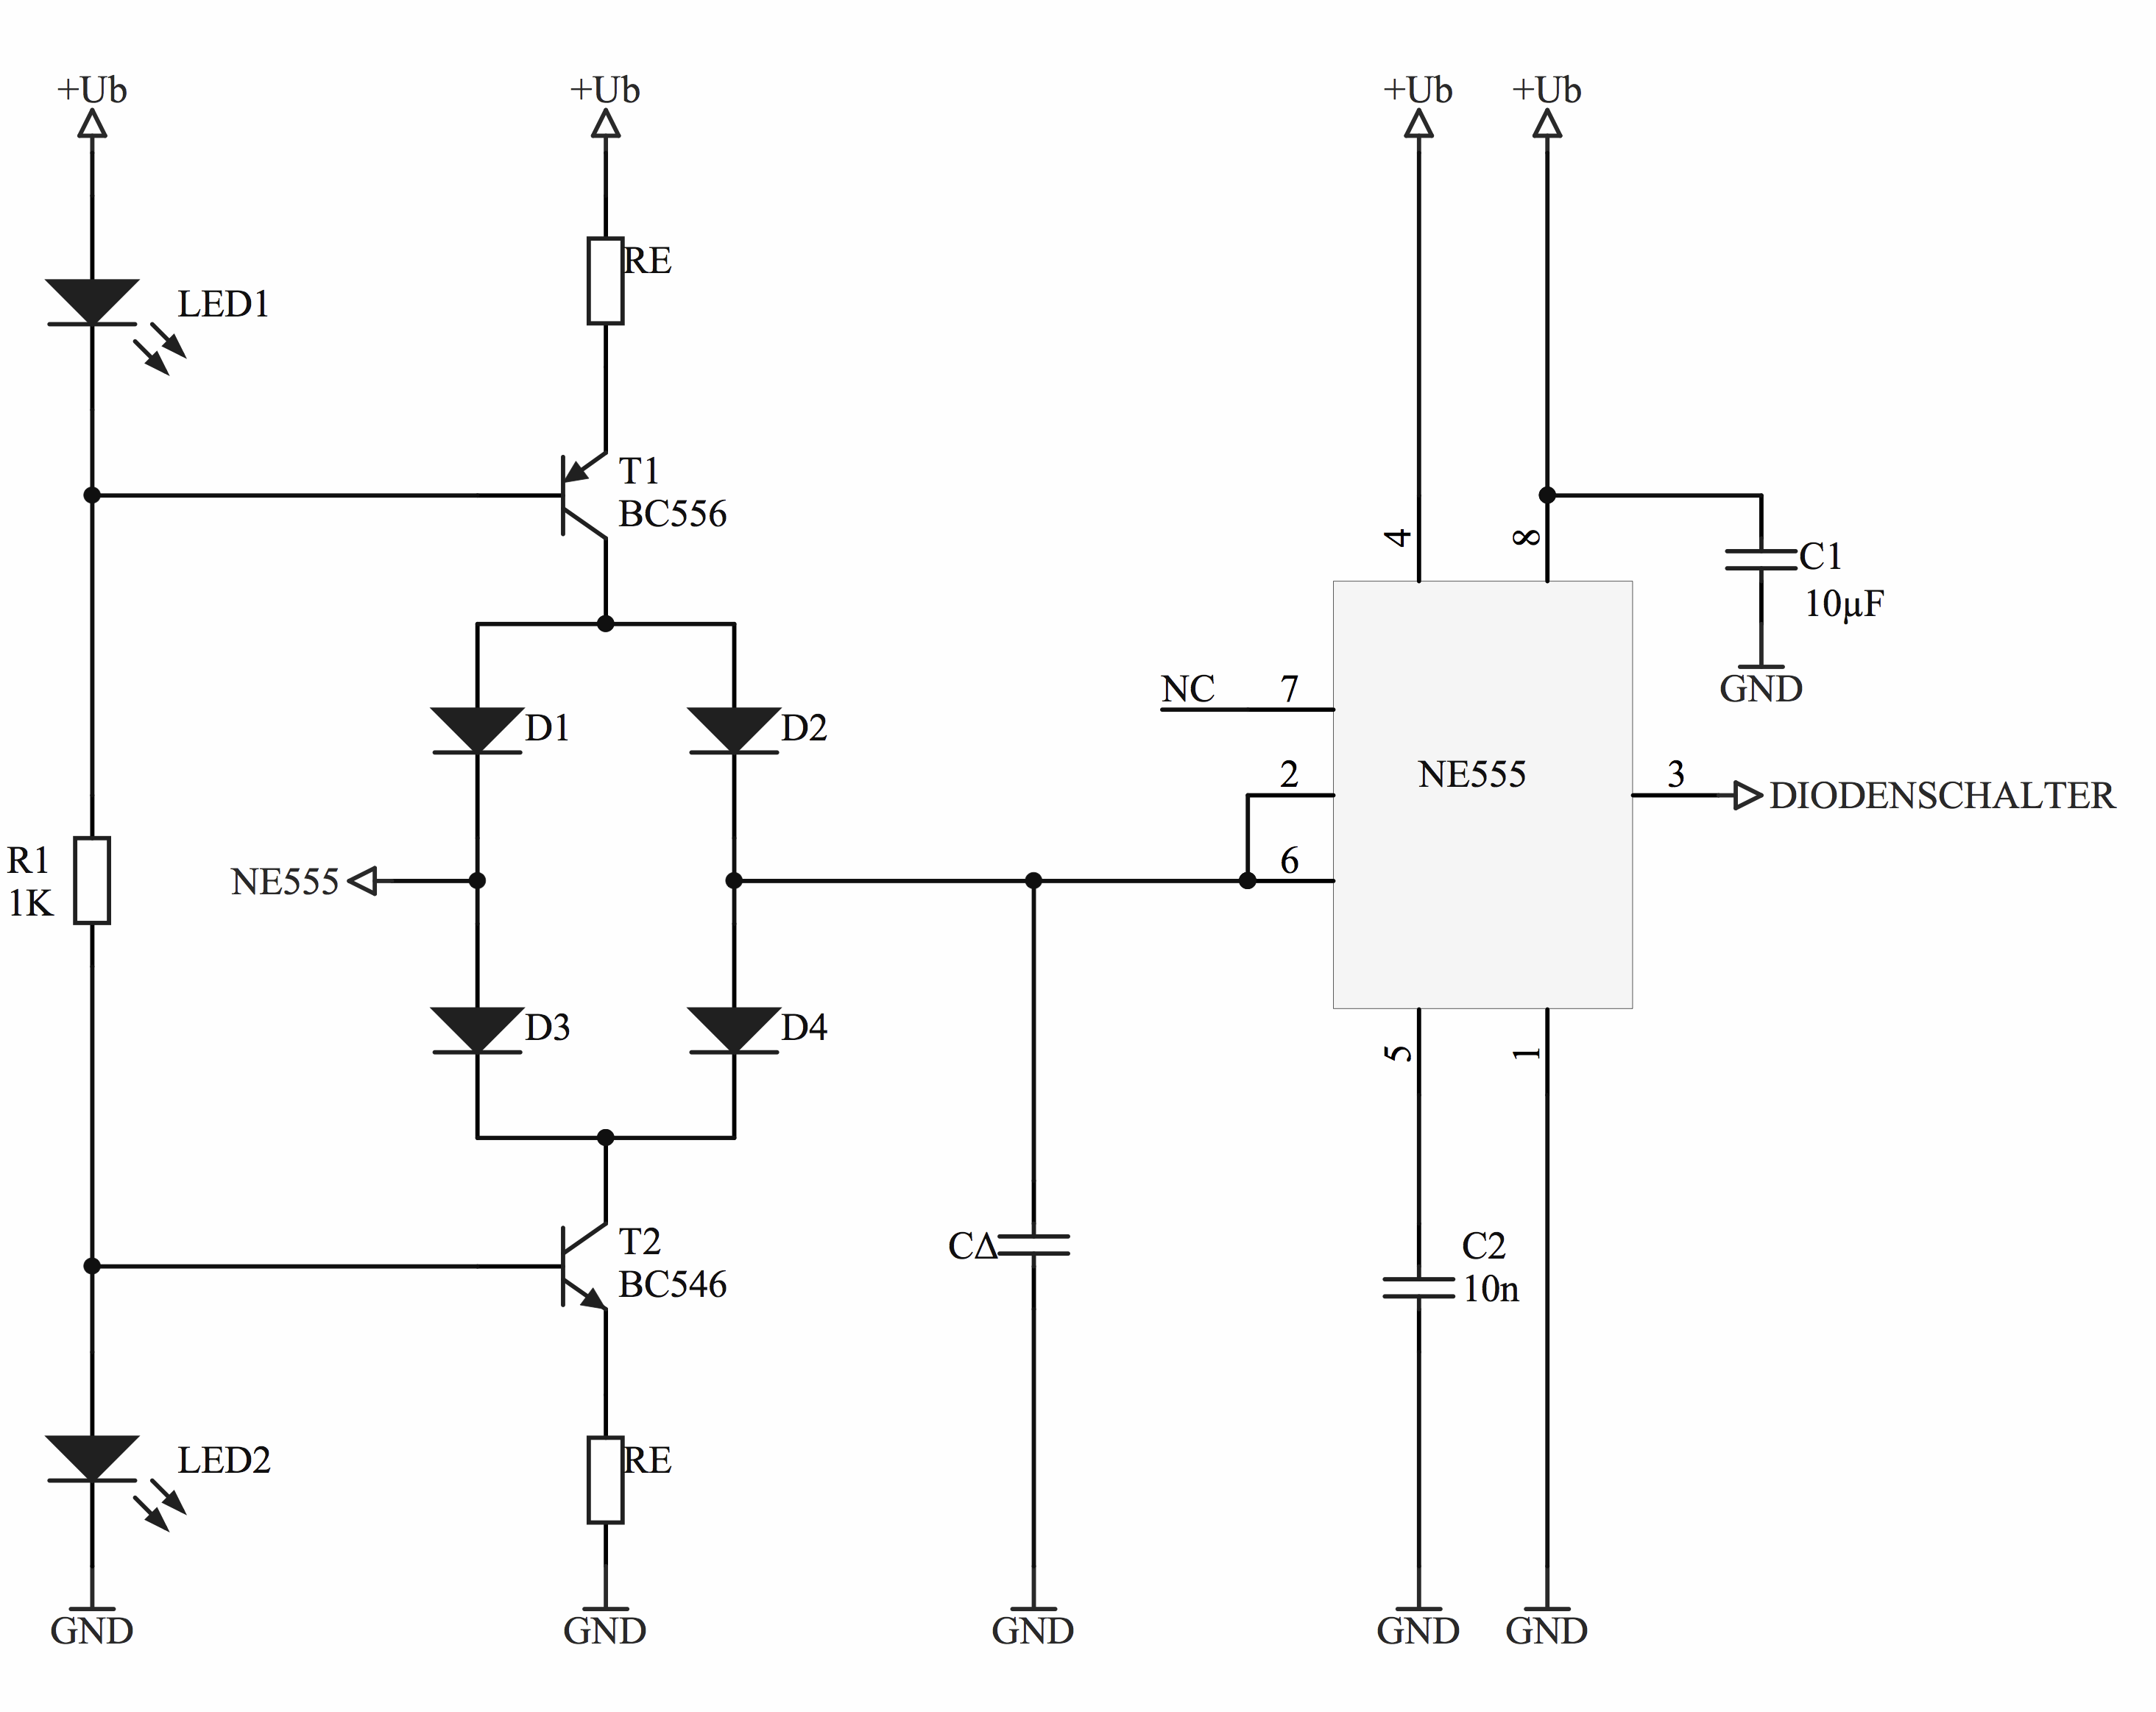 +Ub
+Ub
+Ub
+Ub
RE
LED1
T1
BC556
4
8
C1
10µF
NC
7
GND
D1
D2
2
NE555
3
DIODENSCHALTER
R1
1K
NE555
6
D3
D4
5
1
T2
BC546
CΔ
C2
10n
LED2
RE
GND
GND
GND
GND
GND